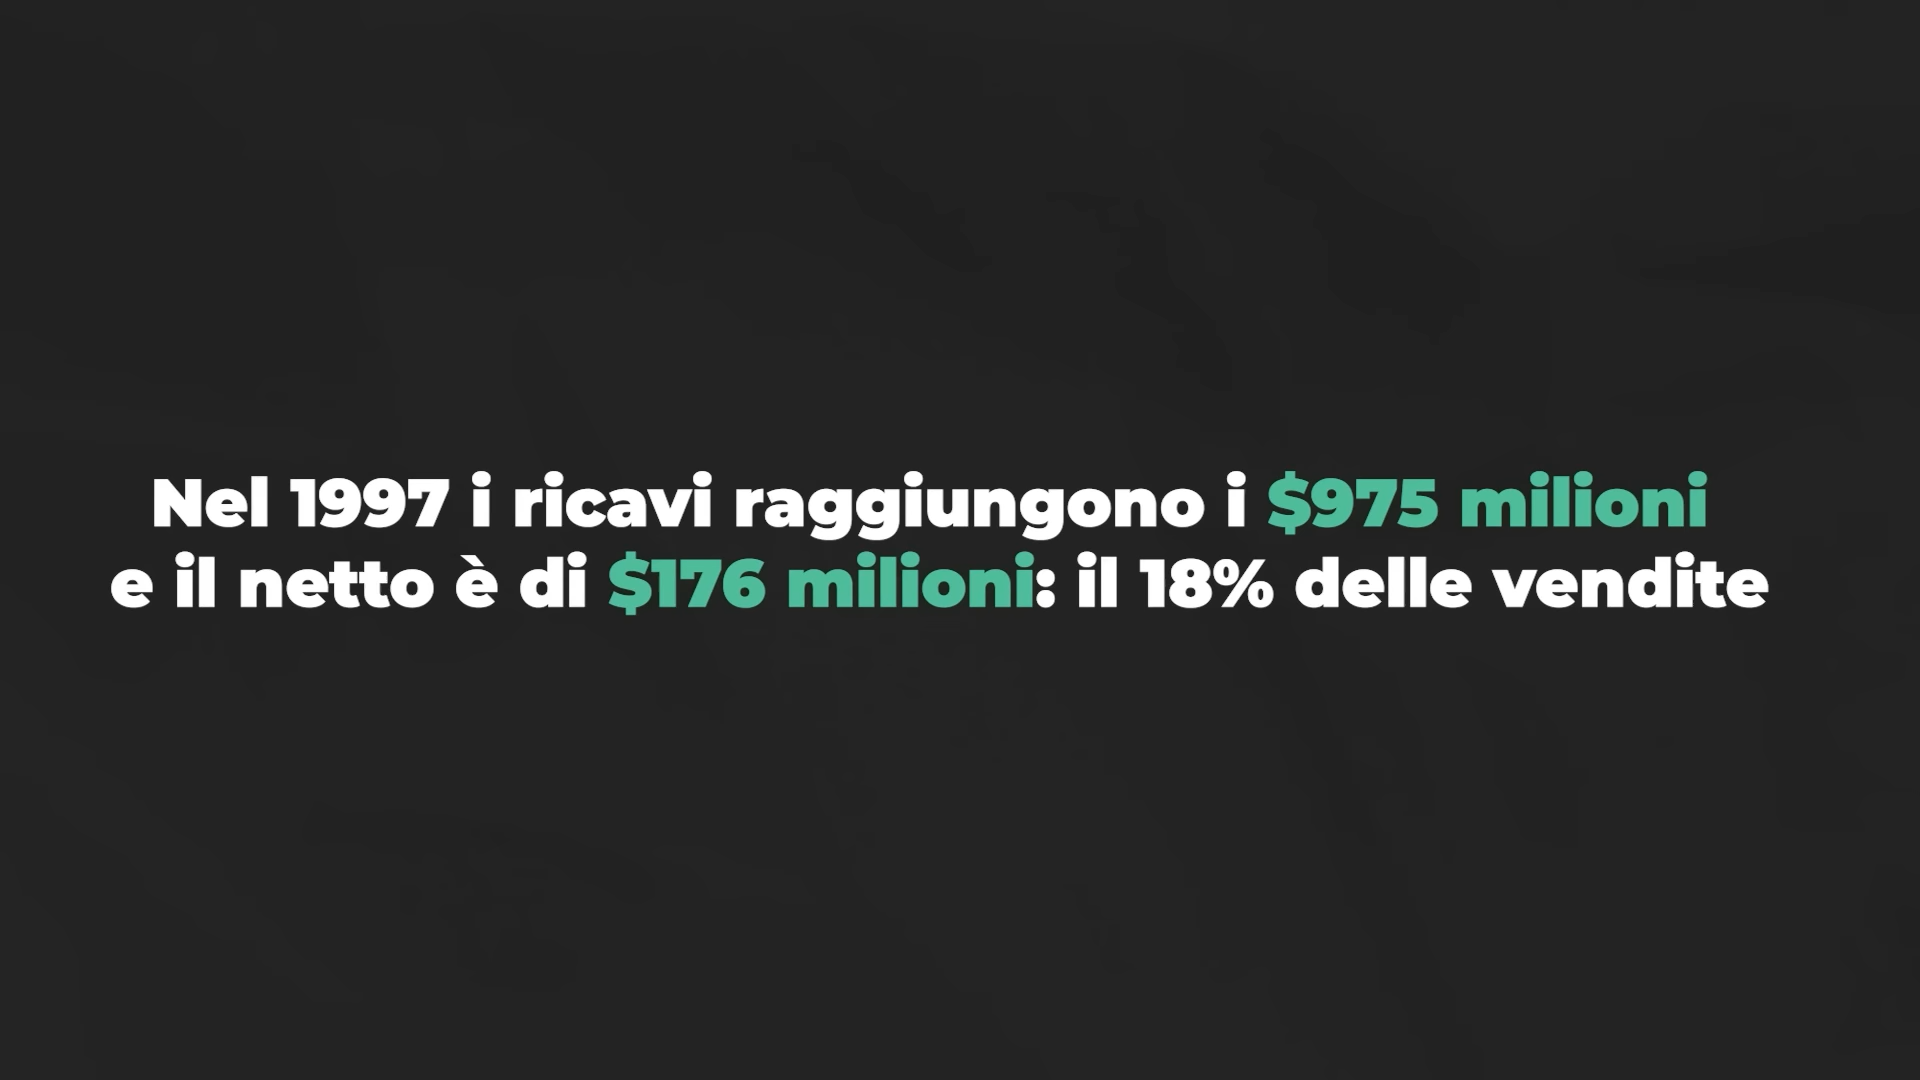 Nel 1997 i ricavi raggiungono i $975 milioni
e il netto è di $176 milioni: il 18% delle vendite